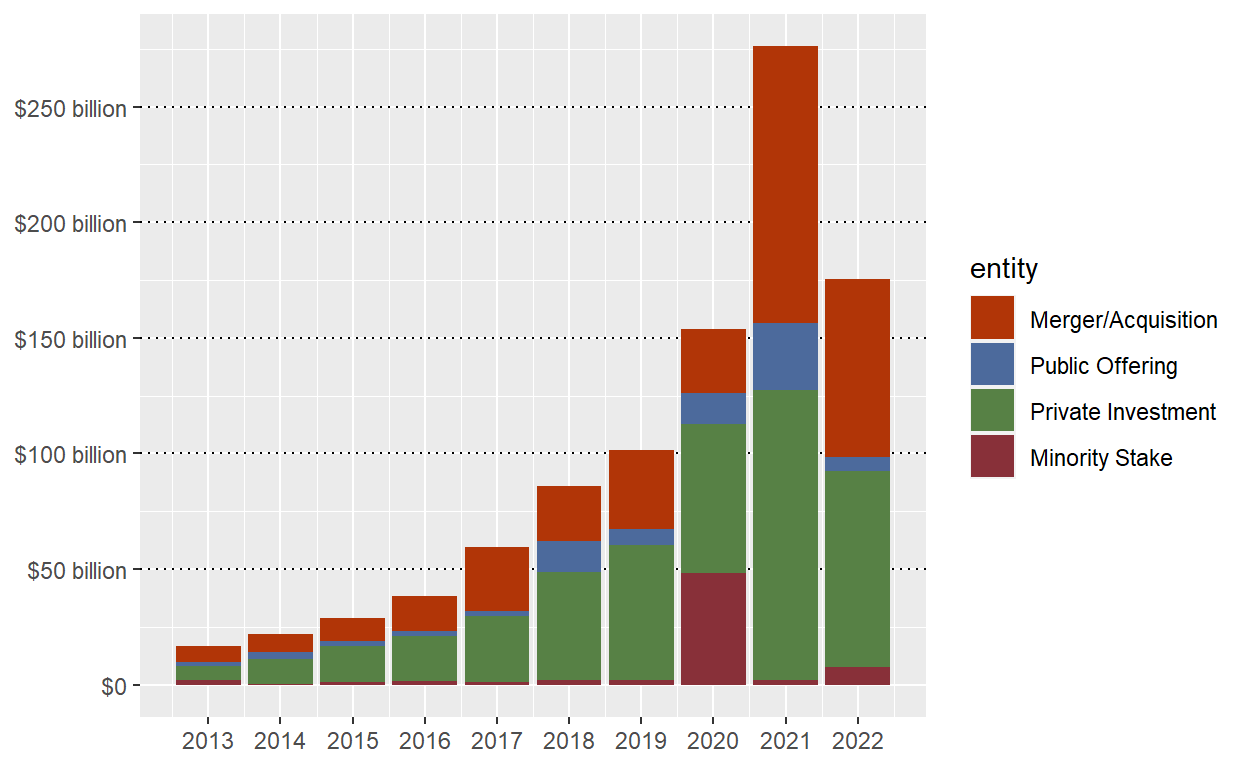 $250 billion
$200 billion
$150 billion
$100 billion
$50 billion
$0
2013 2014 2015 2016 2017 2018 2019 2020 2021 2022
entity
Merger/Acquisition
Public Offering
Private Investment
Minority Stake